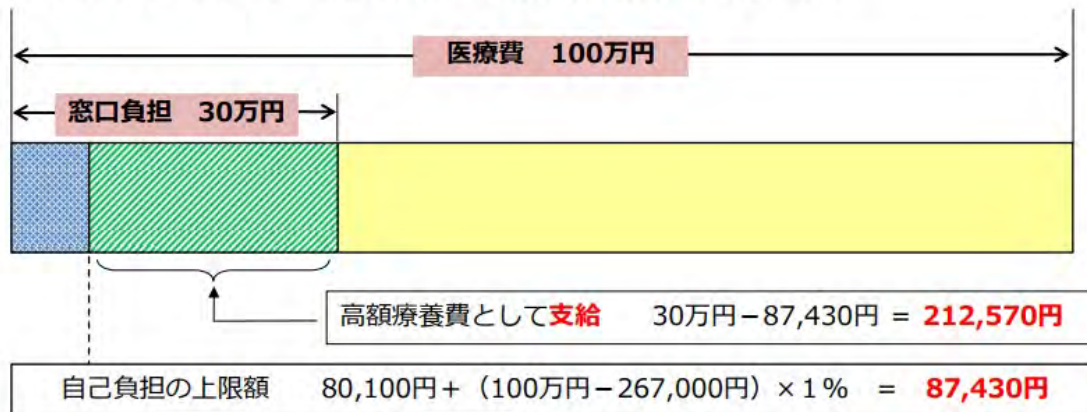 医療費 100万円
窓口負担 30万円
高額療養費として支給 30万円－87,430円 = 212,570円
自己負担の上限額 80,100円＋（100万円－267,000円）×1％ = 87,430円